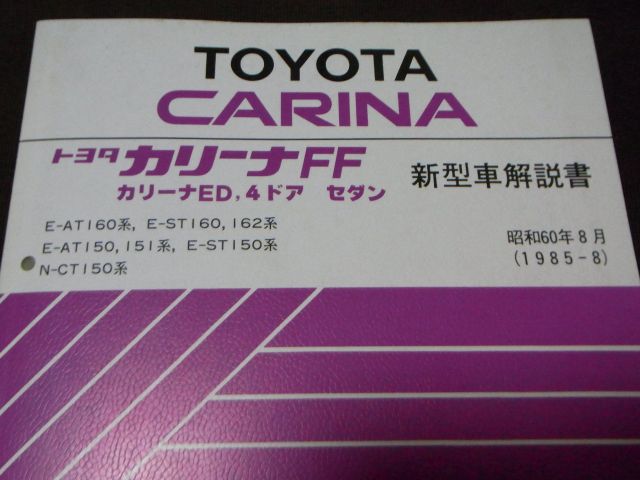 TOYOTA
CARINA
トヨタ カリーナFF
カリーナED, 4ドア セダン
新型車解説書
E-AT160系, E-ST160, 162系
E-AT150, 151系, E-ST150系
N-CT150系
昭和60年8月
(1985-8)